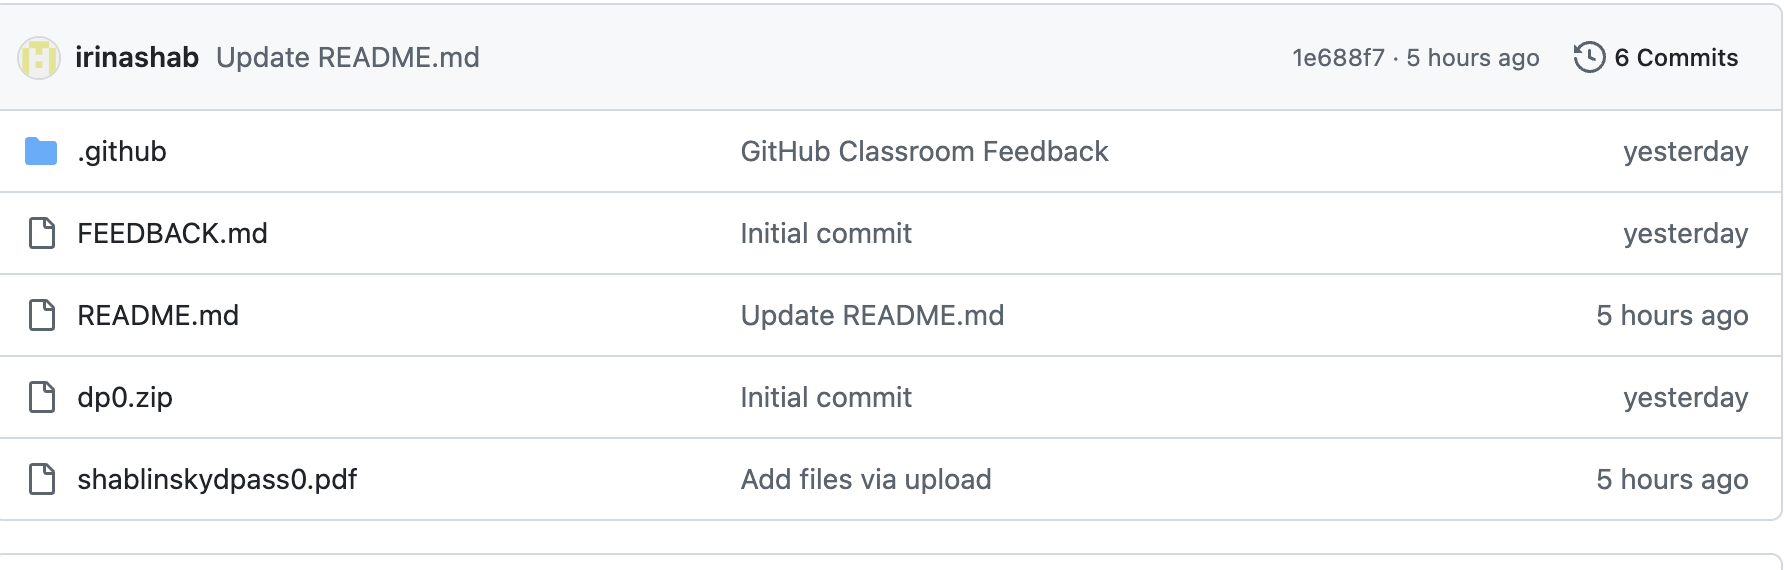 irinashab Update README.md 1e688f7 · 5 hours ago 6 Commits
.github GitHub Classroom Feedback yesterday
FEEDBACK.md Initial commit yesterday
README.md Update README.md 5 hours ago
dp0.zip Initial commit yesterday
shablinskydpass0.pdf Add files via upload 5 hours ago